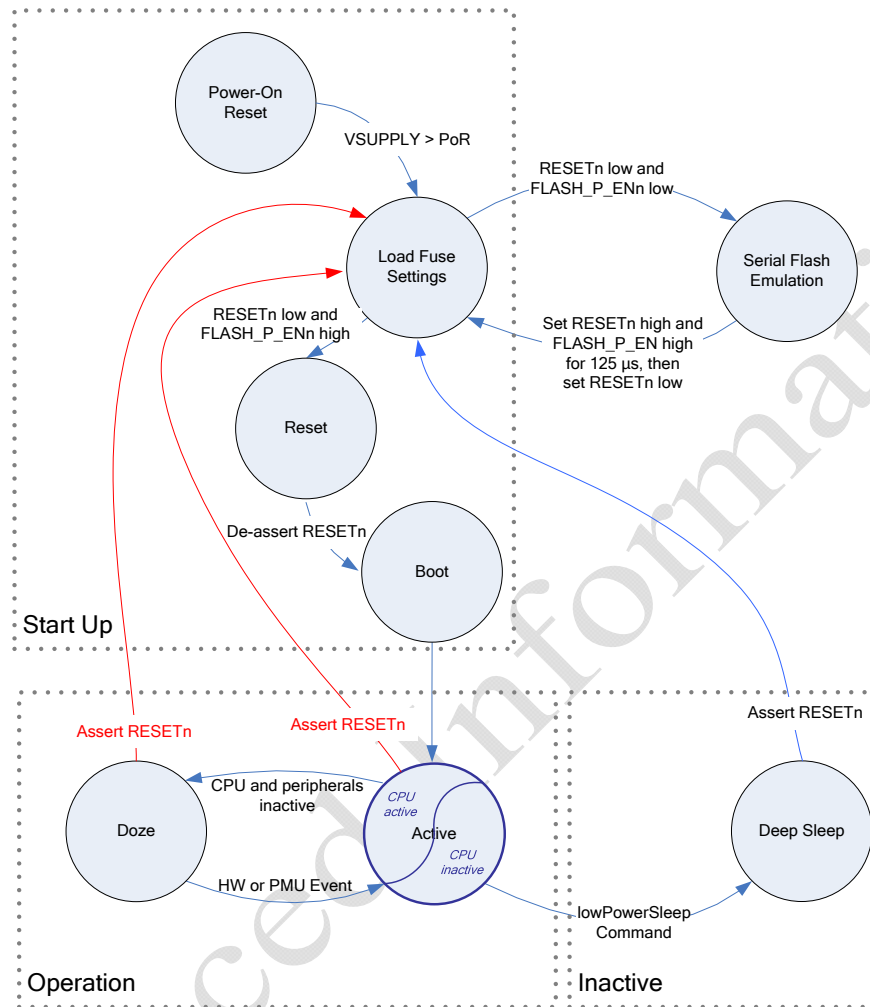 Power-On
Reset
VSUPPLY > PoR
RESETn low and
FLASH_P_ENn low
Load Fuse
Settings
Serial Flash
Emulation
RESETn low and
FLASH_P_ENn high
Set RESETn high and
FLASH_P_EN high
for 125 µs, then
set RESETn low
Reset
De-assert RESETn
Boot
Start Up
Assert RESETn
Assert RESETn
Assert RESETn
CPU and peripherals
inactive
CPU
active
Doze
Active
Deep Sleep
CPU
inactive
HW or PMU Event
lowPowerSleep
Command
Operation
Inactive
ced Informati